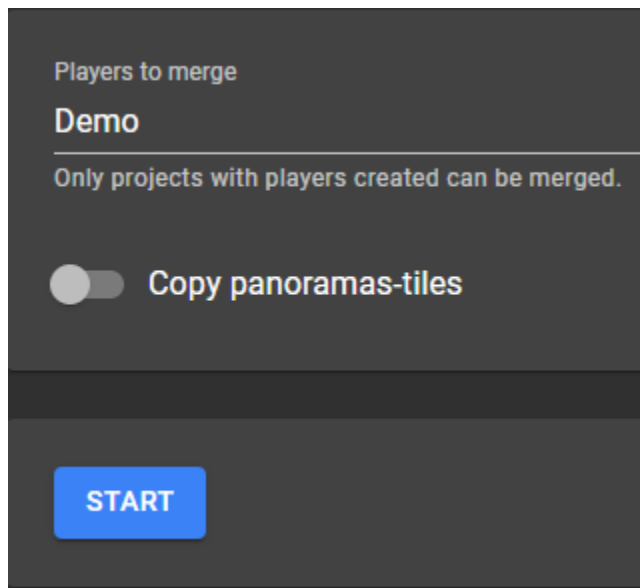 Players to merge
Demo
Only projects with players created can be merged.
Copy panoramas-tiles
START